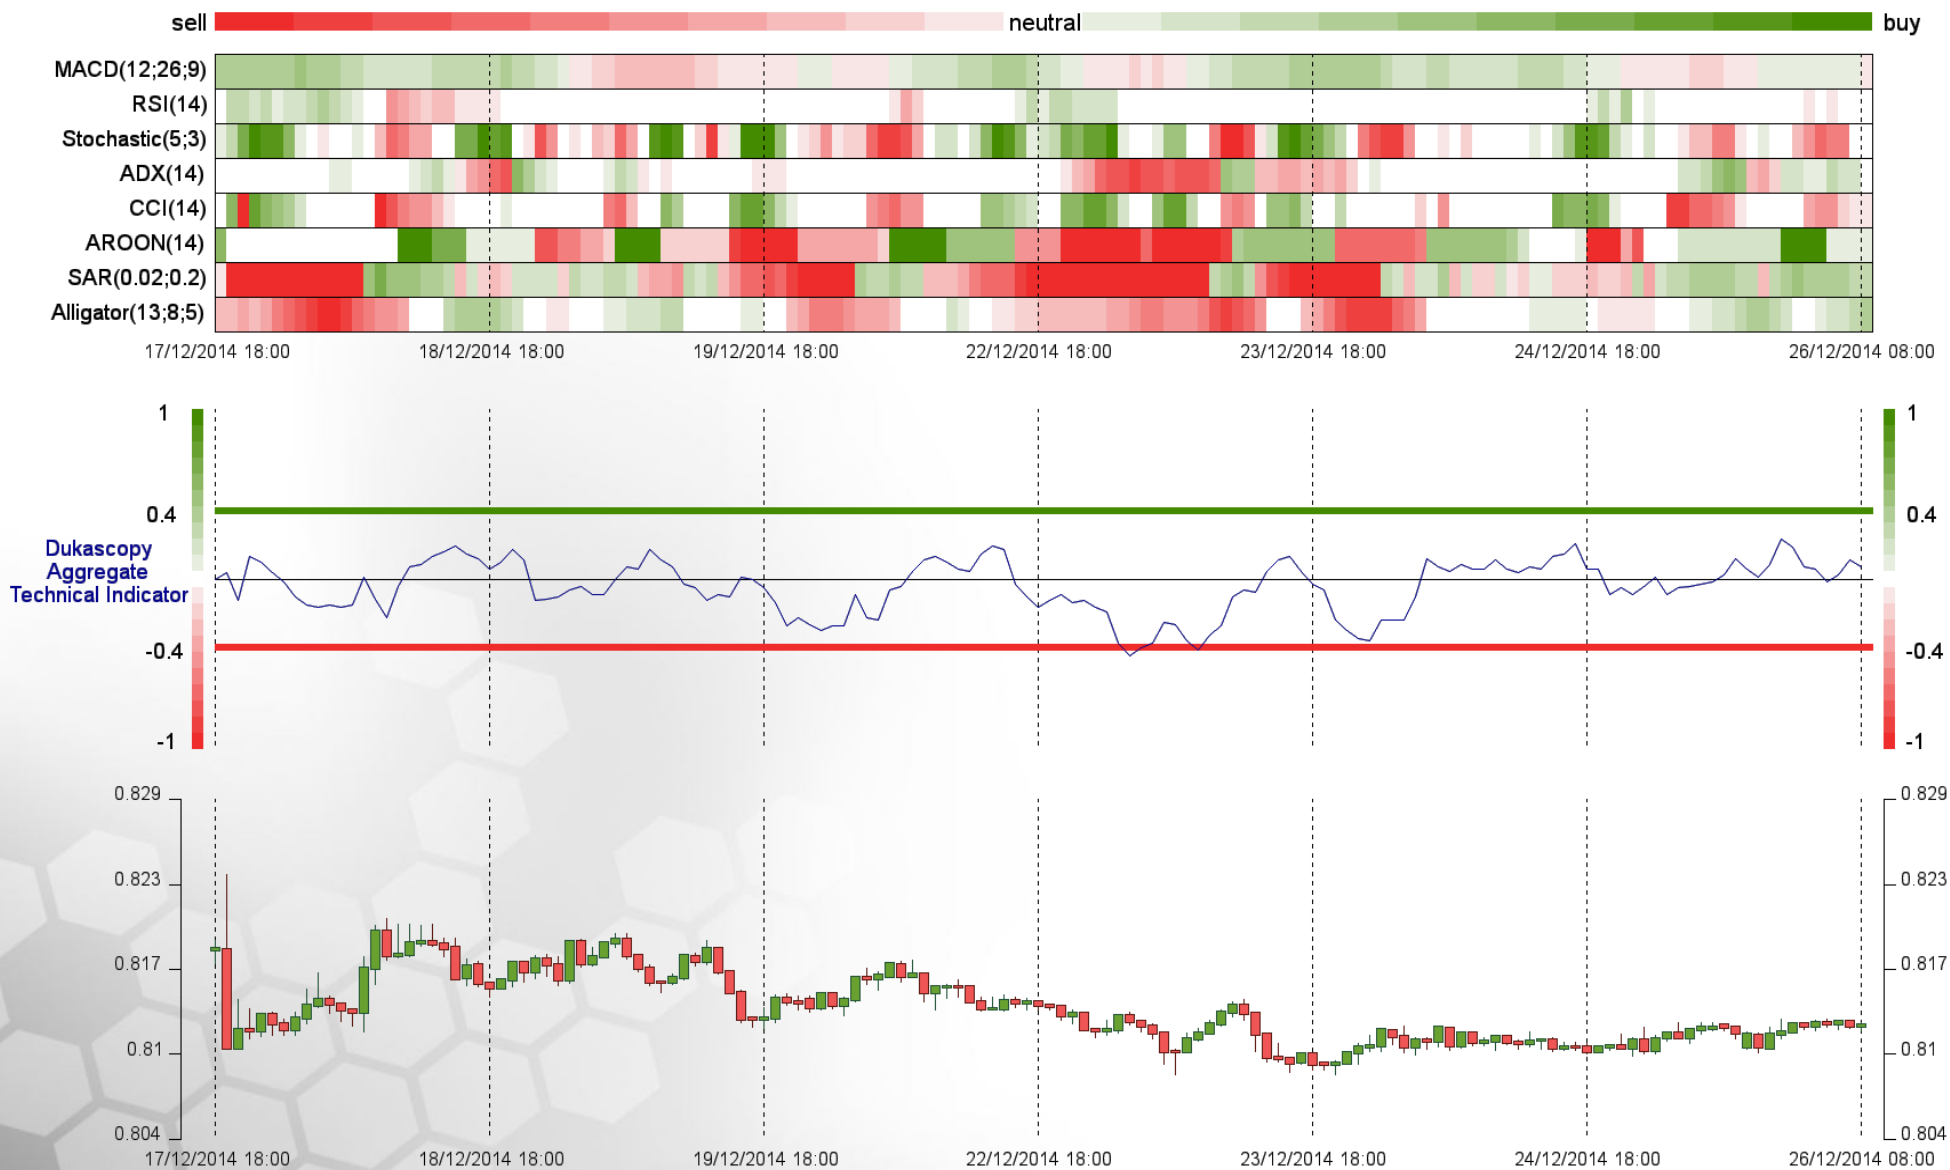 sell neutral buy
MACD(12;26;9)
RSI(14)
Stochastic(5;3)
ADX(14)
CCI(14)
AROON(14)
SAR(0.02;0.2)
Alligator(13;8;5)
17/12/2014 18:00 18/12/2014 18:00 19/12/2014 18:00 22/12/2014 18:00 23/12/2014 18:00 24/12/2014 18:00 26/12/2014 08:00
1 1
0.4 0.4
Dukascopy
Aggregate
Technical Indicator
-0.4 -0.4
-1 -1
0.829 0.829
0.823 0.823
0.817 0.817
0.81 0.81
0.804 0.804
17/12/2014 18:00 18/12/2014 18:00 19/12/2014 18:00 22/12/2014 18:00 23/12/2014 18:00 24/12/2014 18:00 26/12/2014 08:00